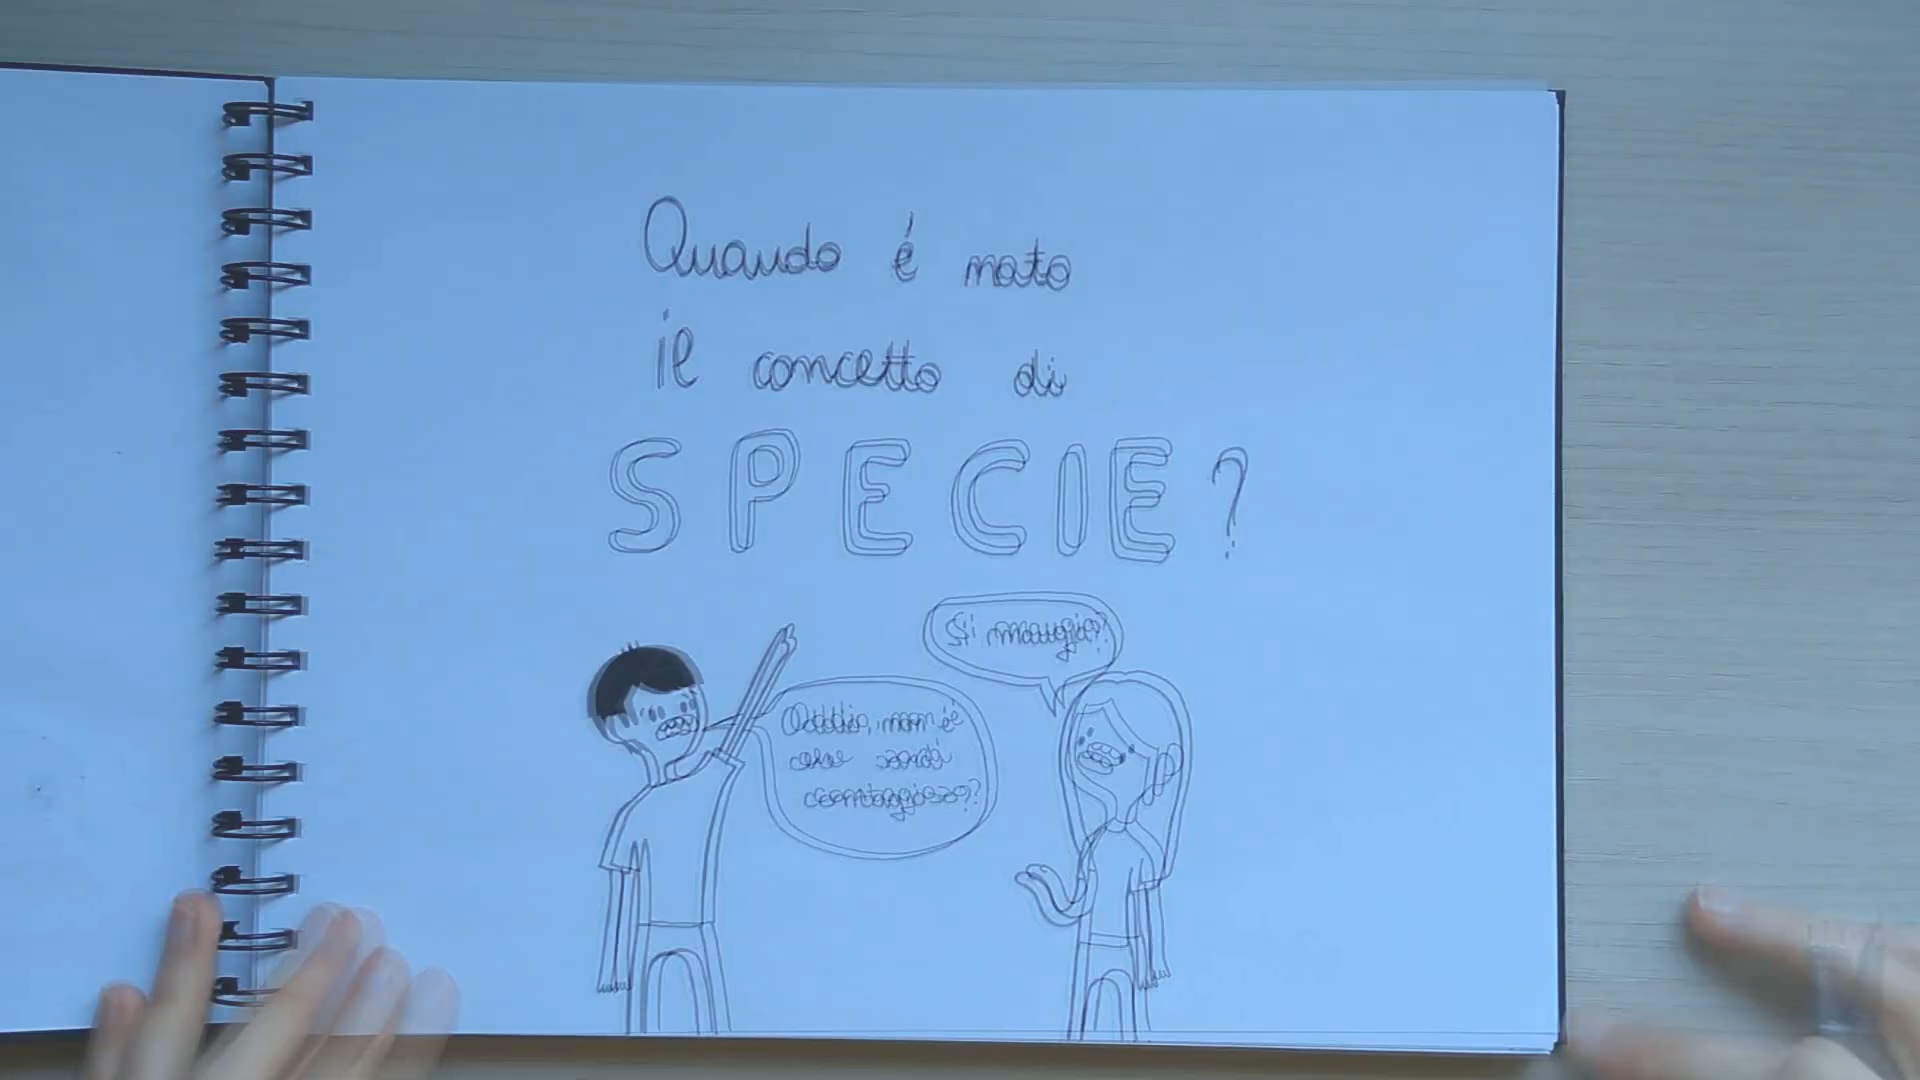 Quando é nato
il concetto di
SPECIE?
Si mangia?
Oddio, non è
che sarà
contagioso??